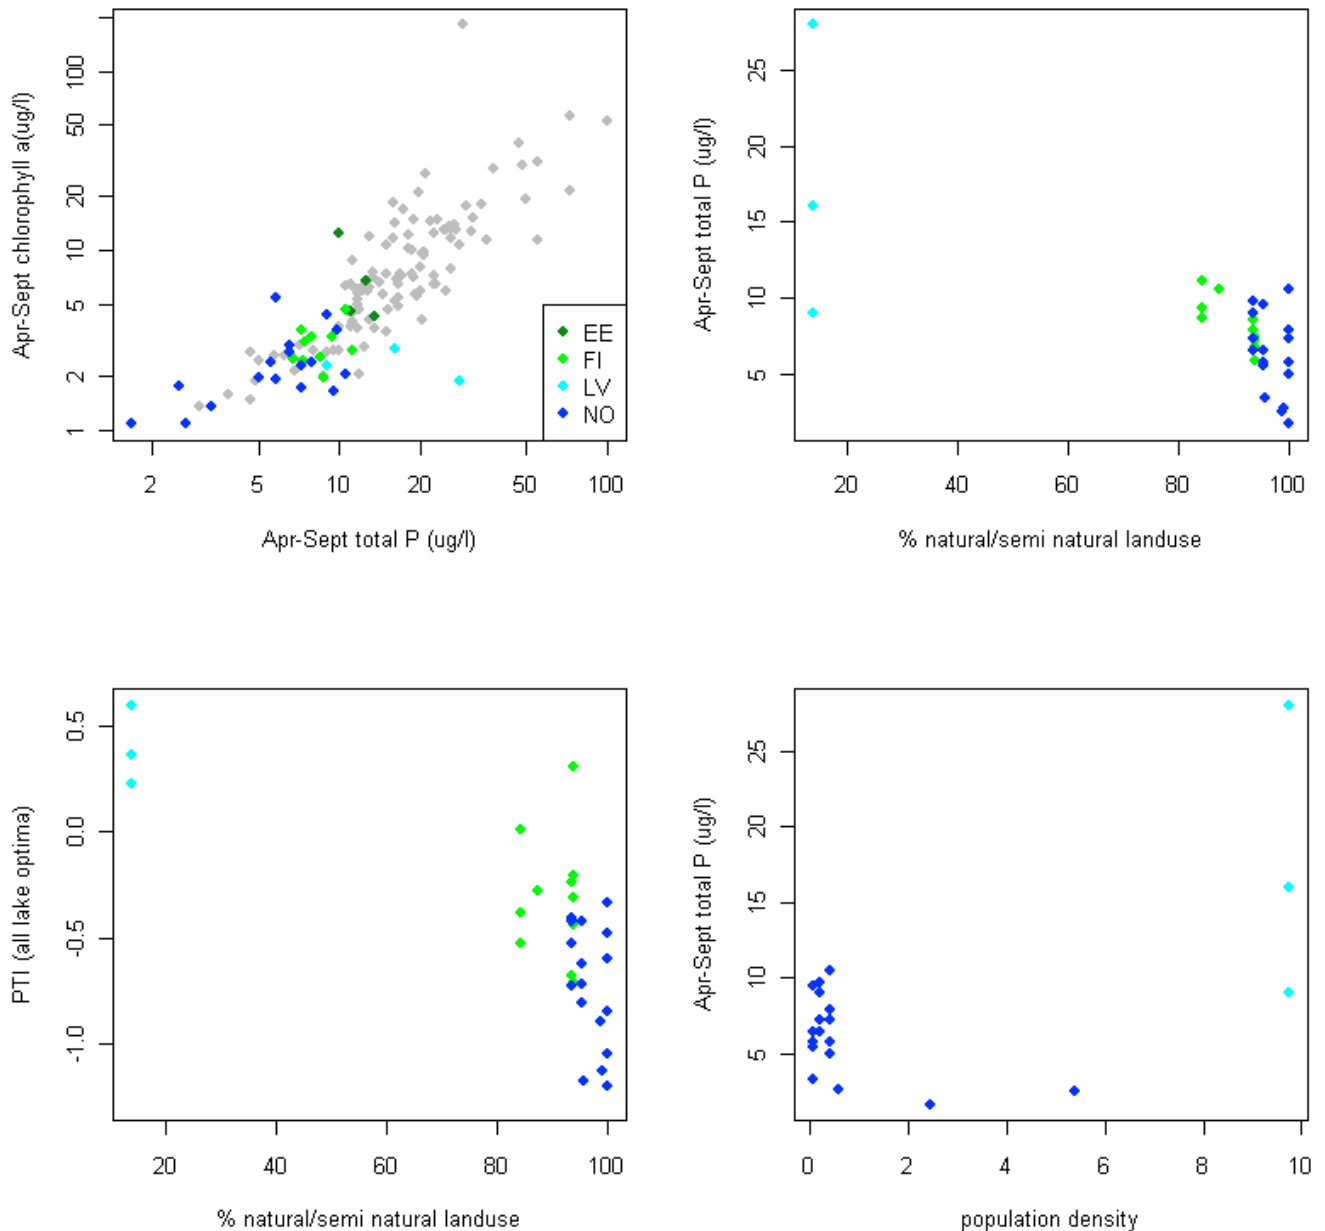 Apr-Sept chlorophyll a(ug/l)
100
50
20
10
5
2
1
EE
FI
LV
NO
2 5 10 20 50 100
Apr-Sept total P (ug/l)
Apr-Sept total P (ug/l)
25
20
15
10
5
20 40 60 80 100
% natural/semi natural landuse
PTI (all lake optima)
0.5
0.0
-0.5
-1.0
20 40 60 80 100
% natural/semi natural landuse
Apr-Sept total P (ug/l)
25
20
15
10
5
0 2 4 6 8 10
population density